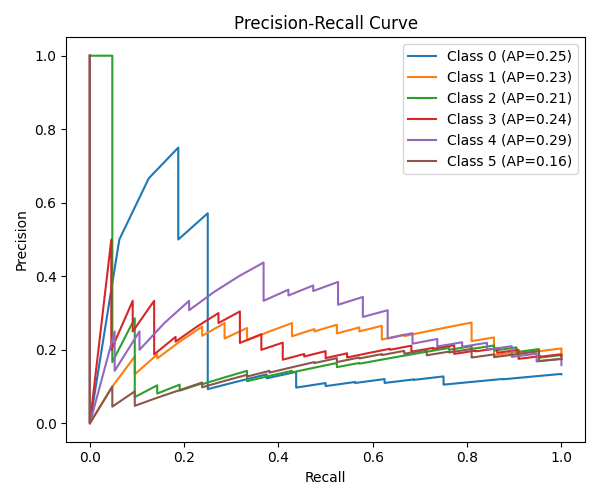 Precision-Recall Curve
Precision
1.0
0.8
0.6
0.4
0.2
0.0
Class 0 (AP=0.25)
Class 1 (AP=0.23)
Class 2 (AP=0.21)
Class 3 (AP=0.24)
Class 4 (AP=0.29)
Class 5 (AP=0.16)
0.0 0.2 0.4 0.6 0.8 1.0
Recall